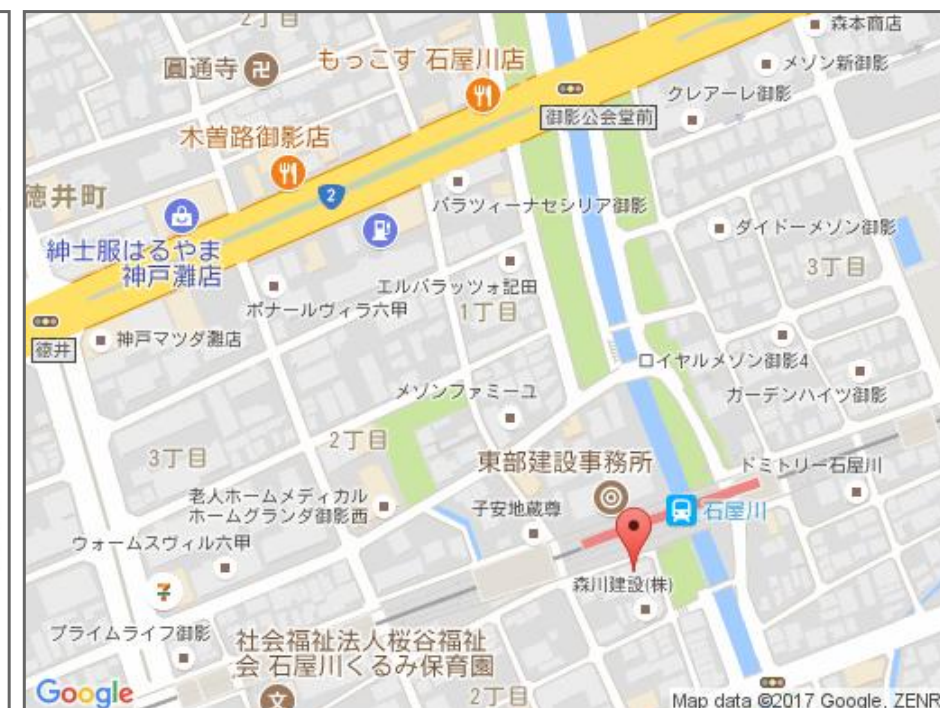 2丁目
森本商店
圓通寺
もっこす 石屋川店
メゾン新御影
クレアーレ御影
御影公会堂前
木曽路御影店
徳井町
2
パラツィーナセシリア御影
ダイドーメゾン御影
紳士服はるやま
神戸灘店
3丁目
エルパラッツォ記田
ボナールヴィラ六甲
1丁目
徳井
神戸マツダ灘店
ロイヤルメゾン御影4
ガーデンハイツ御影
メゾンファミーユ
2丁目
3丁目
東部建設事務所
ドミトリー石屋川
老人ホームメディカル
ホームグランダ御影西
子安地蔵尊
石屋川
ウォームスヴィル六甲
森川建設(株)
7
プライムライフ御影
社会福祉法人桜谷福祉
会 石屋川くるみ保育園
文
2丁目
Google
Map data ©2017 Google, ZENR